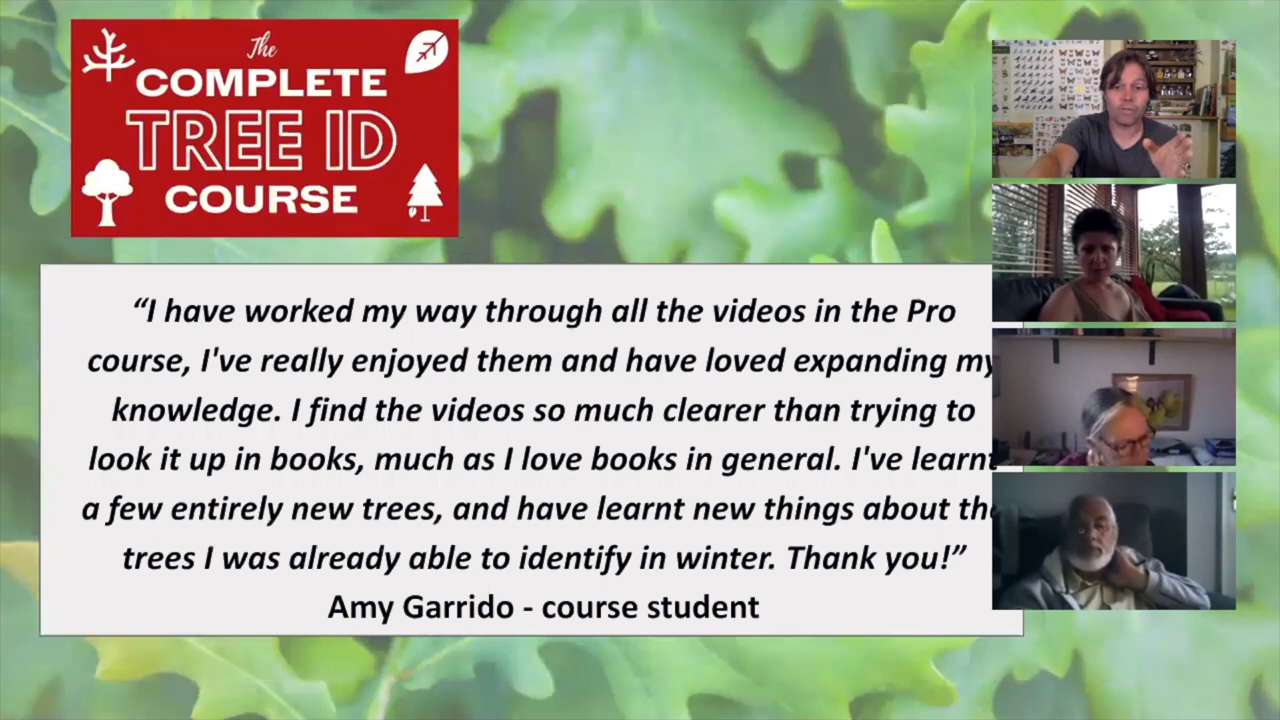 The
COMPLETE
TREE ID
COURSE
“I have worked my way through all the videos in the Pro
course, I've really enjoyed them and have loved expanding my
knowledge. I find the videos so much clearer than trying to
look it up in books, much as I love books in general. I've learnt
a few entirely new trees, and have learnt new things about the
trees I was already able to identify in winter. Thank you!”
Amy Garrido - course student